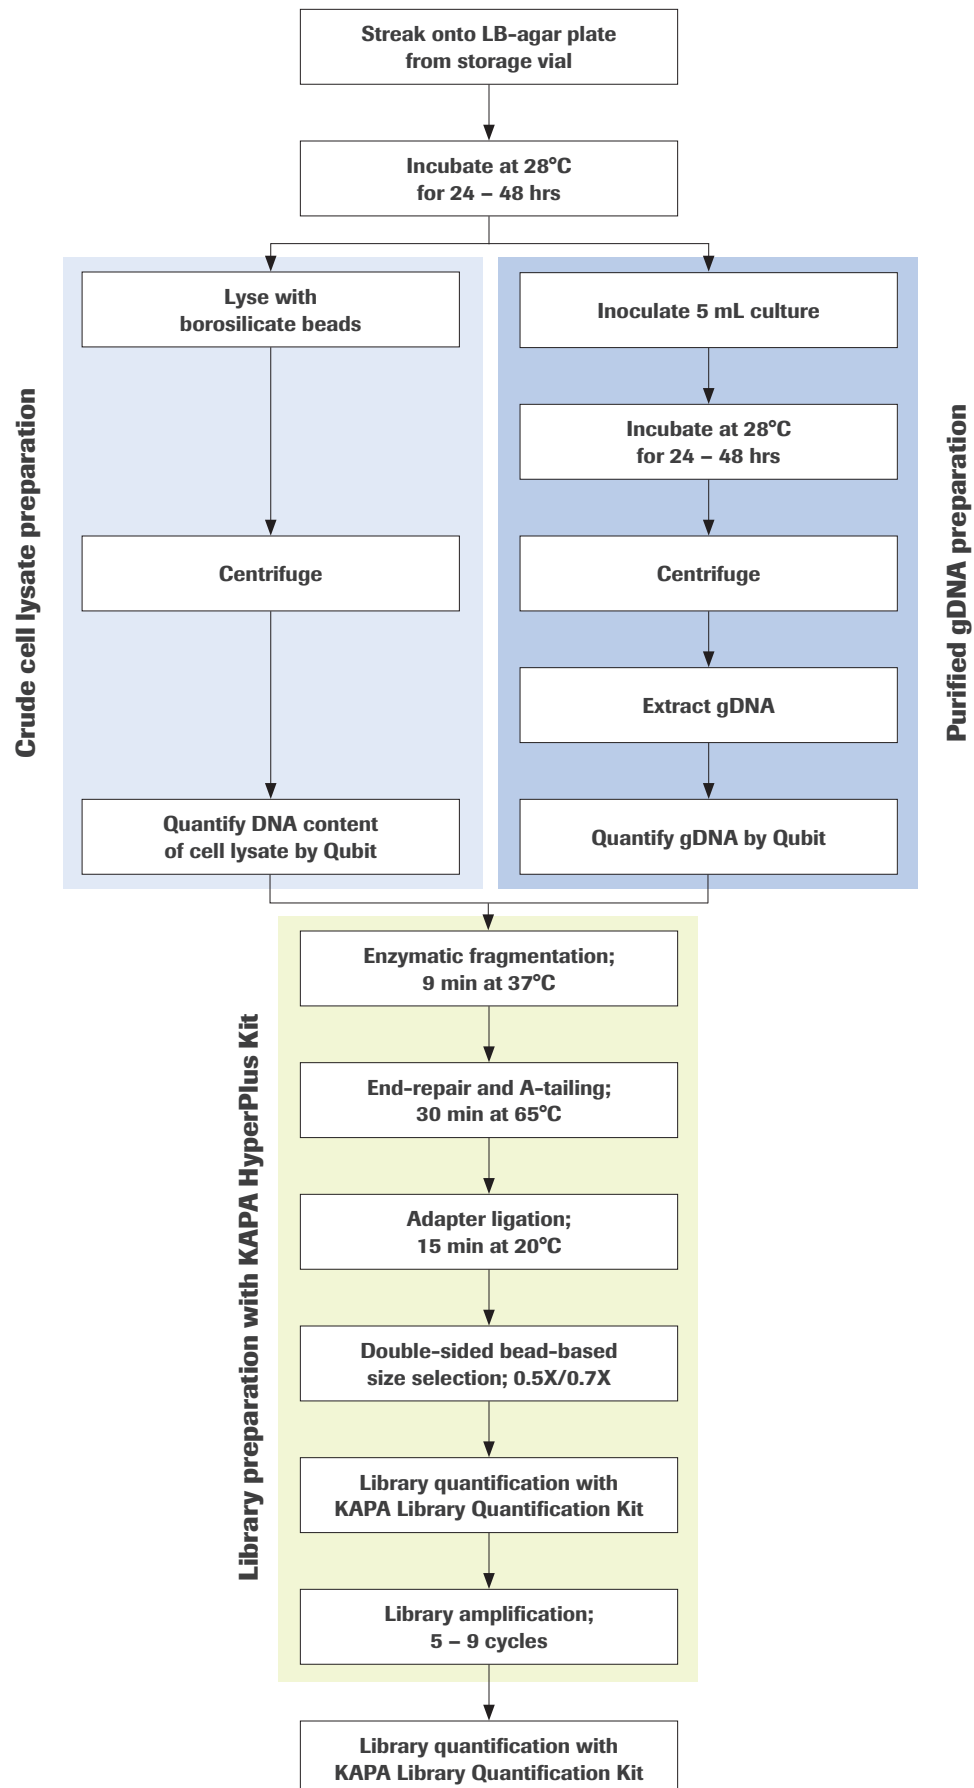 Streak onto LB-agar plate
from storage vial
Incubate at 28°C
for 24 – 48 hrs
Crude cell lysate preparation
Lyse with
borosilicate beads
Centrifuge
Quantify DNA content
of cell lysate by Qubit
Purified gDNA preparation
Inoculate 5 mL culture
Incubate at 28°C
for 24 – 48 hrs
Centrifuge
Extract gDNA
Quantify gDNA by Qubit
Library preparation with KAPA HyperPlus Kit
Enzymatic fragmentation;
9 min at 37°C
End-repair and A-tailing;
30 min at 65°C
Adapter ligation;
15 min at 20°C
Double-sided bead-based
size selection; 0.5X/0.7X
Library quantification with
KAPA Library Quantification Kit
Library amplification;
5 – 9 cycles
Library quantification with
KAPA Library Quantification Kit